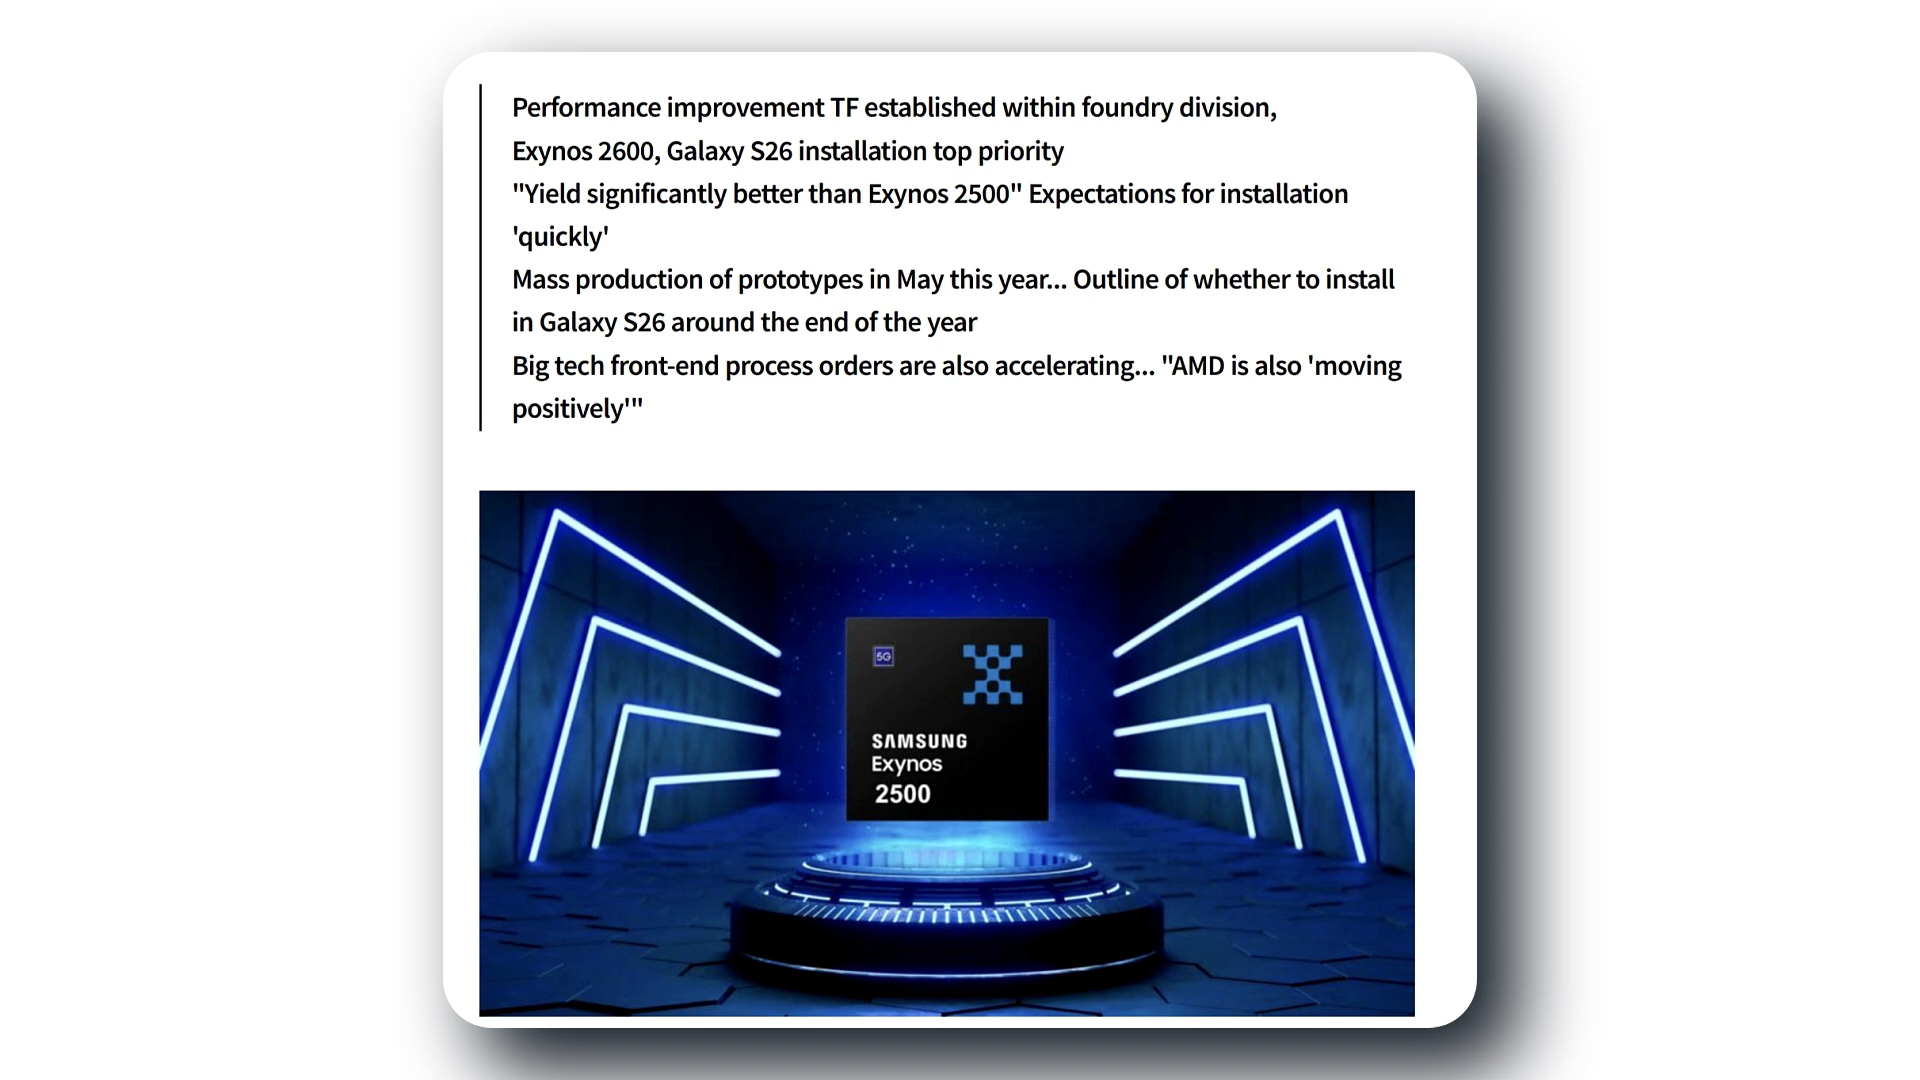 Performance improvement TF established within foundry division,
Exynos 2600, Galaxy S26 installation top priority
"Yield significantly better than Exynos 2500" Expectations for installation
'quickly'
Mass production of prototypes in May this year... Outline of whether to install
in Galaxy S26 around the end of the year
Big tech front-end process orders are also accelerating... "AMD is also 'moving
positively'"
5G
SAMSUNG
Exynos
2500